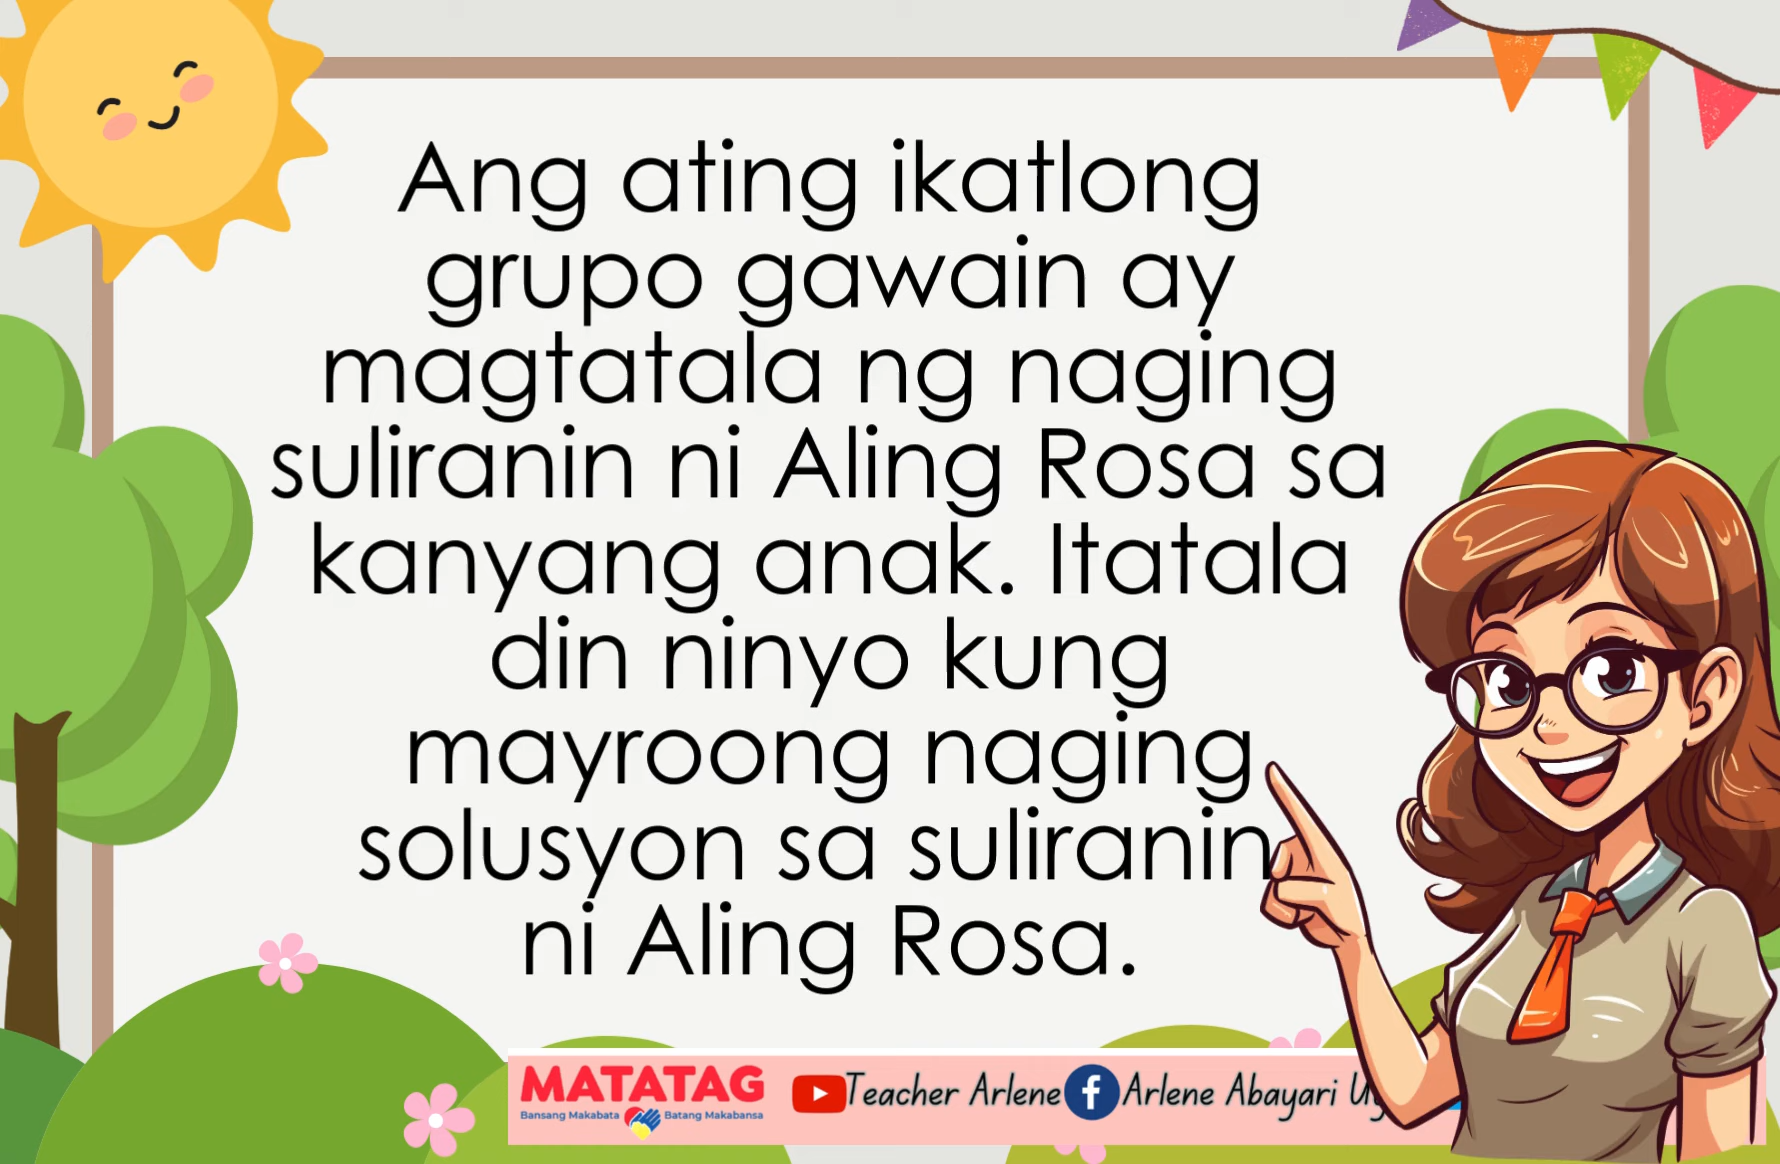 Ang ating ikatlong
grupo gawain ay
magtatala ng naging
suliranin ni Aling Rosa sa
kanyang anak. Itatala
din ninyo kung
mayroong naging
solusyon sa suliranin
ni Aling Rosa.
MATATAG
Bansang Makabata Batang Makabansa
Teacher Arlene Arlene Abayari